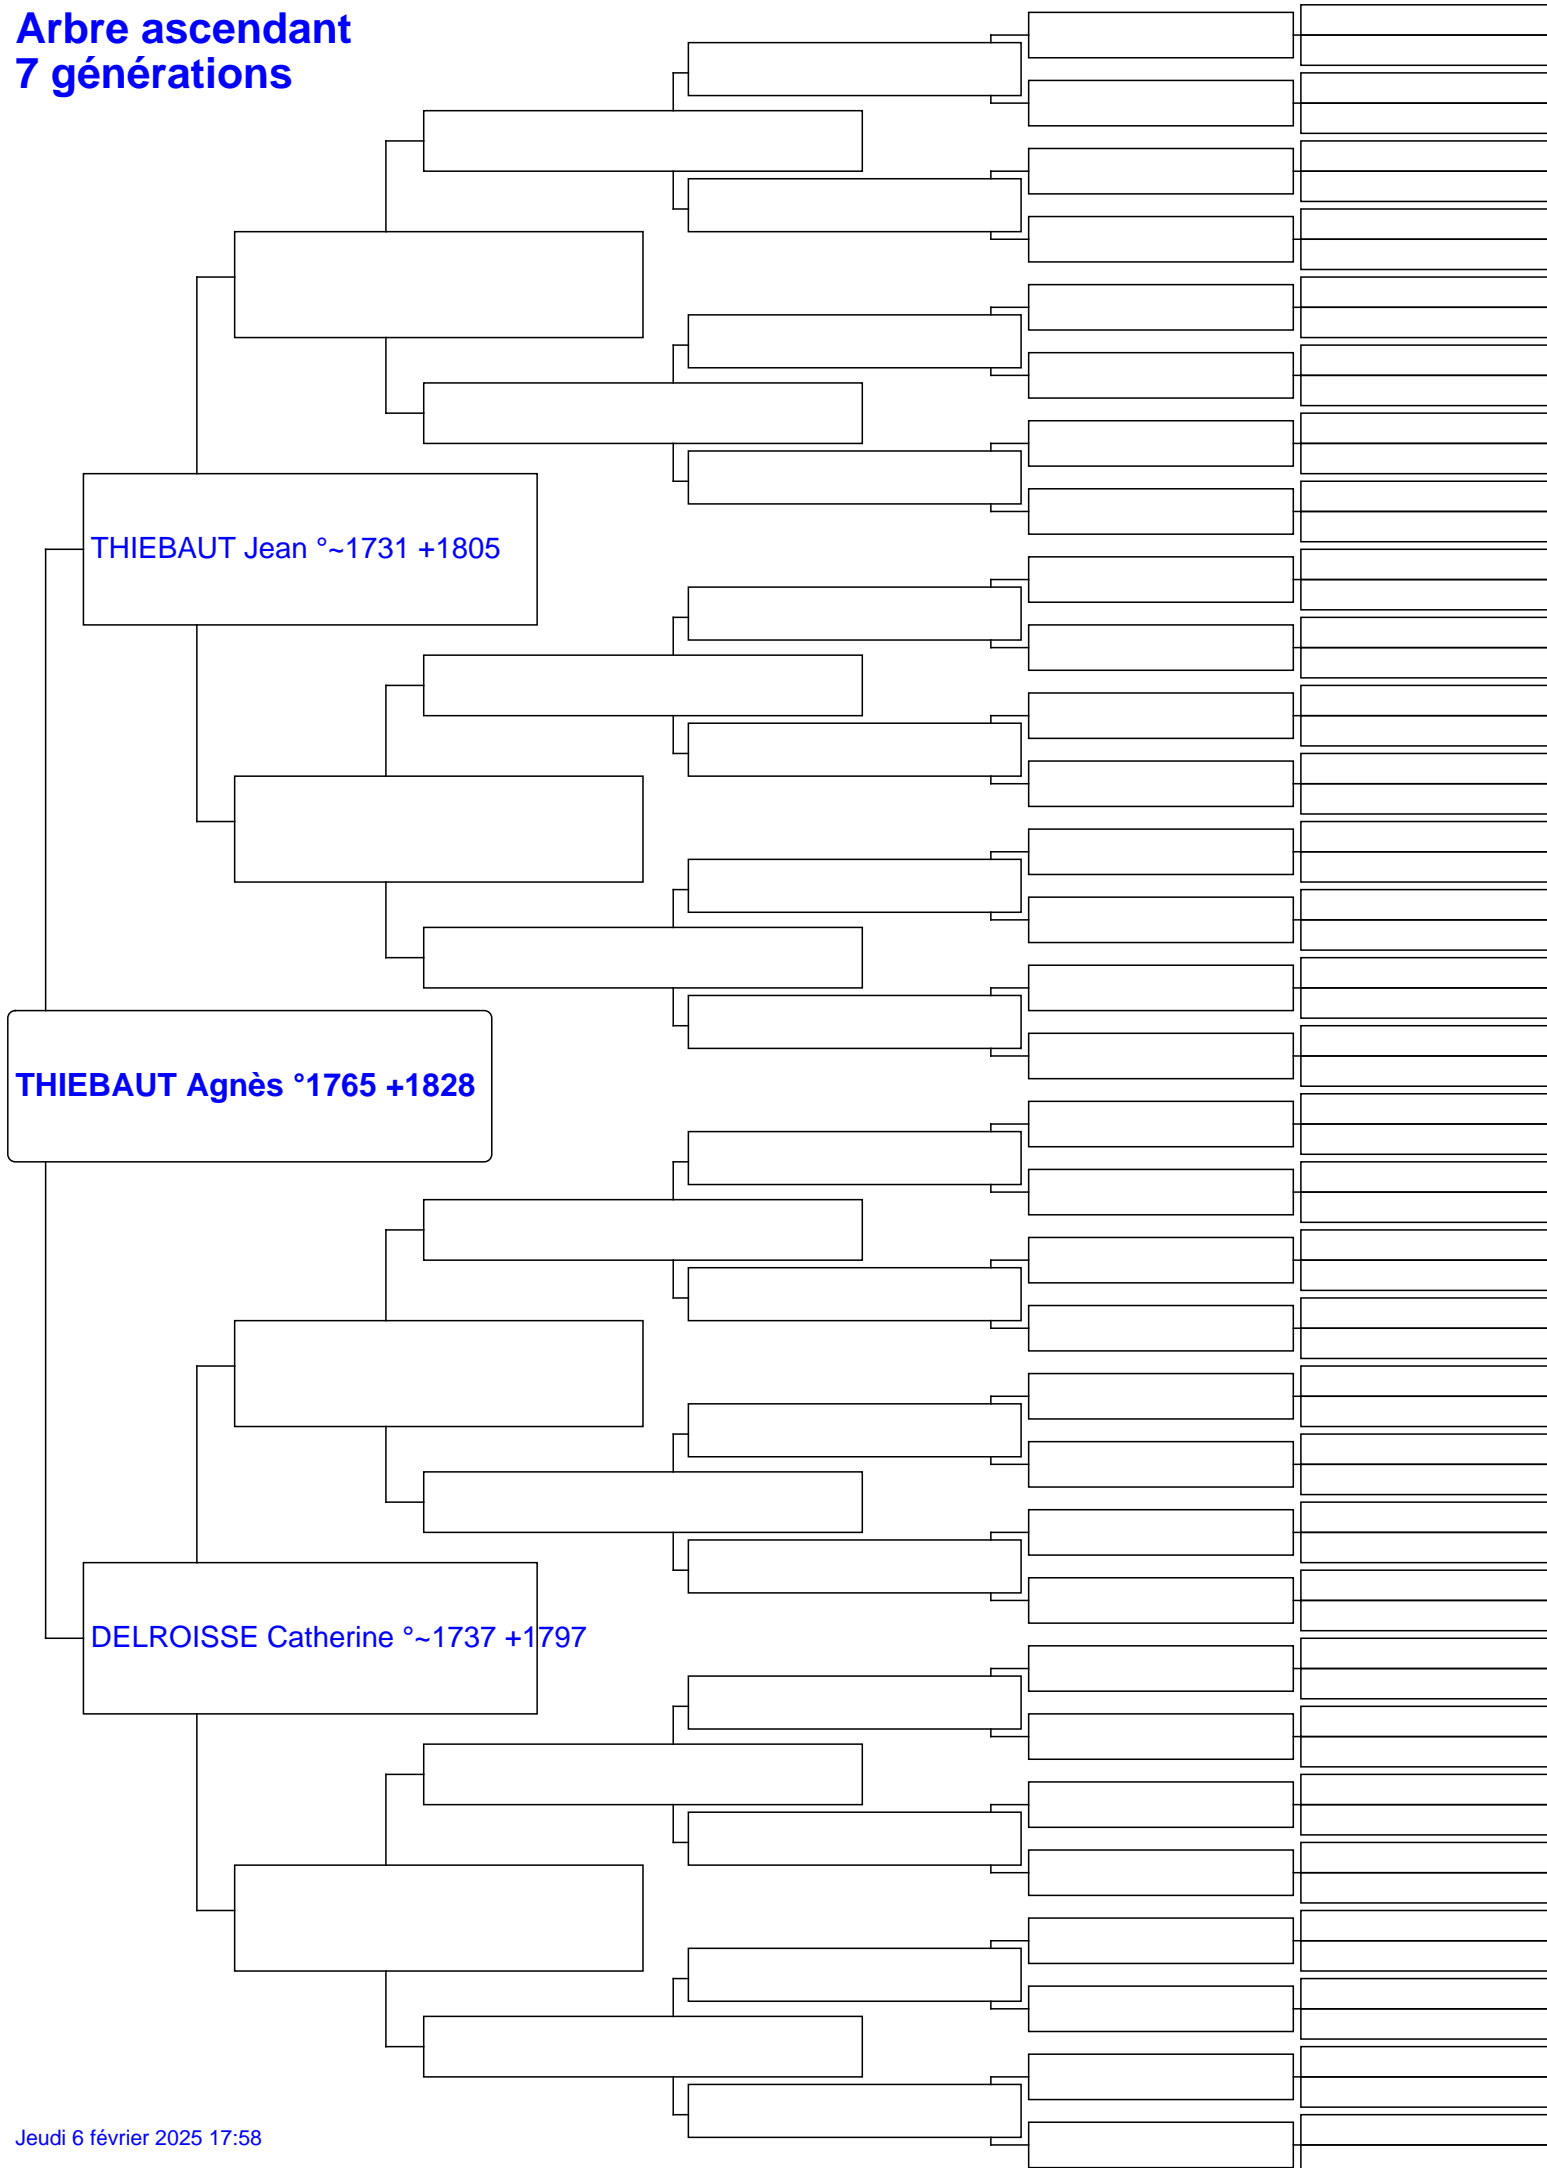 Arbre ascendant
7 générations
THIEBAUT Jean °~1731 +1805
THIEBAUT Agnès °1765 +1828
DELROISSE Catherine °~1737 +1797
Jeudi 6 février 2025 17:58